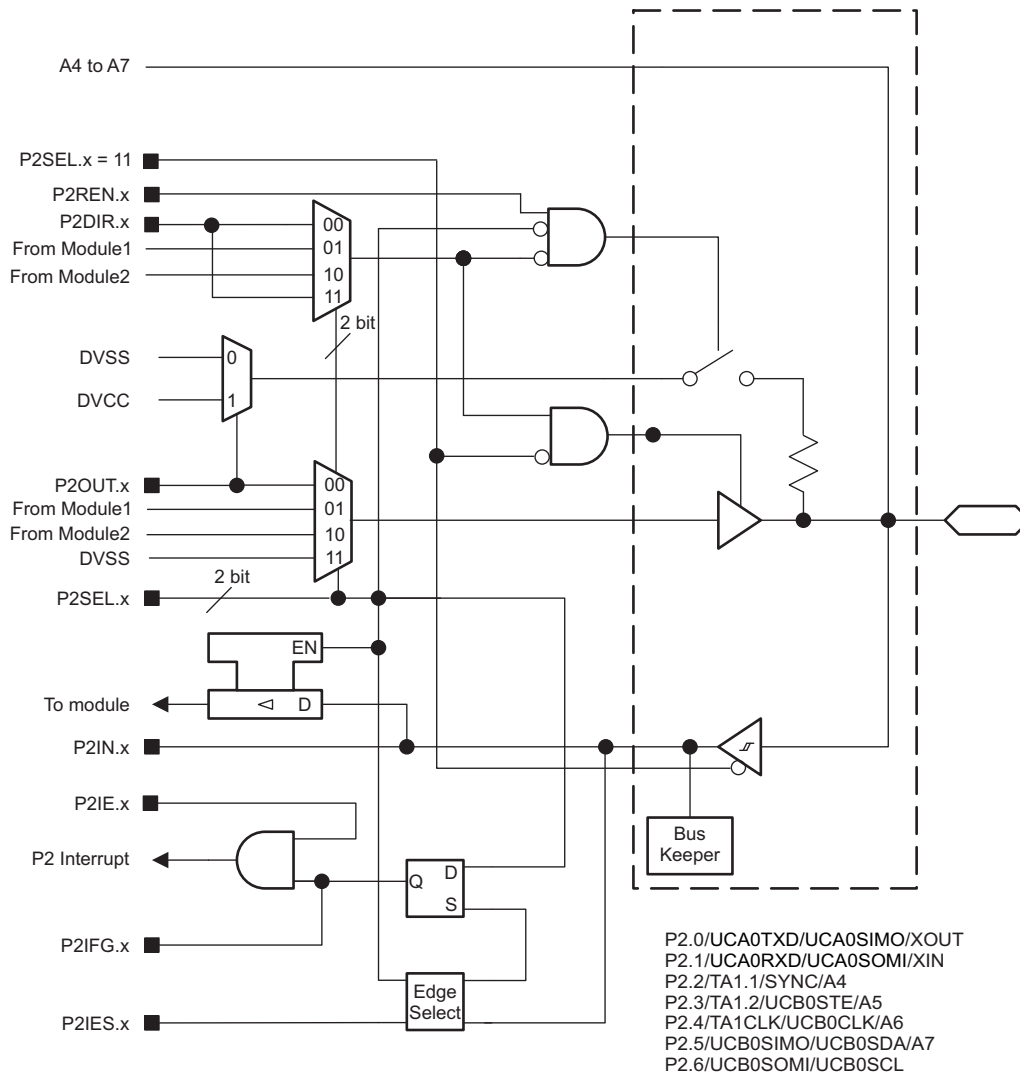 A4 to A7
P2SEL.x = 11
P2REN.x
P2DIR.x
From Module1
From Module2
00
01
10
11
2 bit
DVSS
DVCC
0
1
P2OUT.x
From Module1
From Module2
DVSS
00
01
10
11
2 bit
P2SEL.x
EN
To module
D
P2IN.x
P2IE.x
Bus
Keeper
P2 Interrupt
Q
D
S
P2IFG.x
Edge
Select
P2IES.x
P2.0/UCA0TXD/UCA0SIMO/XOUT
P2.1/UCA0RXD/UCA0SOMI/XIN
P2.2/TA1.1/SYNC/A4
P2.3/TA1.2/UCB0STE/A5
P2.4/TA1CLK/UCB0CLK/A6
P2.5/UCB0SIMO/UCB0SDA/A7
P2.6/UCB0SOMI/UCB0SCL